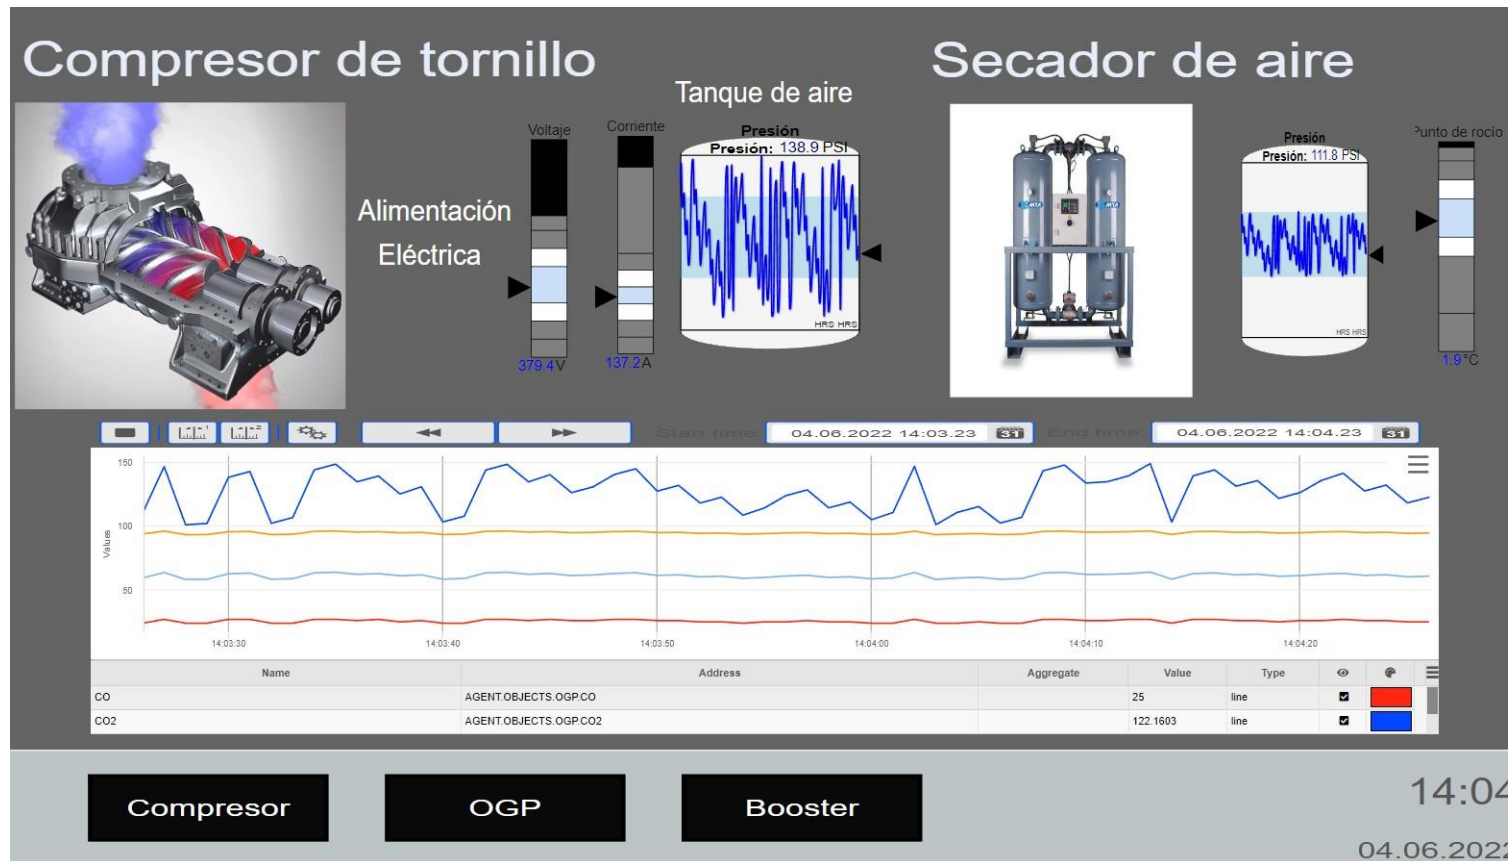 Compresor de tornillo
Secador de aire
Tanque de aire
Voltaje
Corriente
Presión
Presión: 138.9 PSI
Presión
Presión: 111.8 PSI
Punto de rocio
Alimentación
Eléctrica
MTA
MTA
HRS HRS
HRS HRS
379.4V
137.2A
1.9°C
Start time:
04.06.2022 14:03.23
31
End time:
04.06.2022 14:04.23
31
150
100
50
Values
14:03:30
14:03:40
14:03:50
14:04:00
14:04:10
14:04:20
Name Address Aggregate Value Type
CO AGENT.OBJECTS.OGP.CO 25 line
CO2 AGENT.OBJECTS.OGP.CO2 122.1603 line
Compresor
OGP
Booster
14:04
04.06.2022